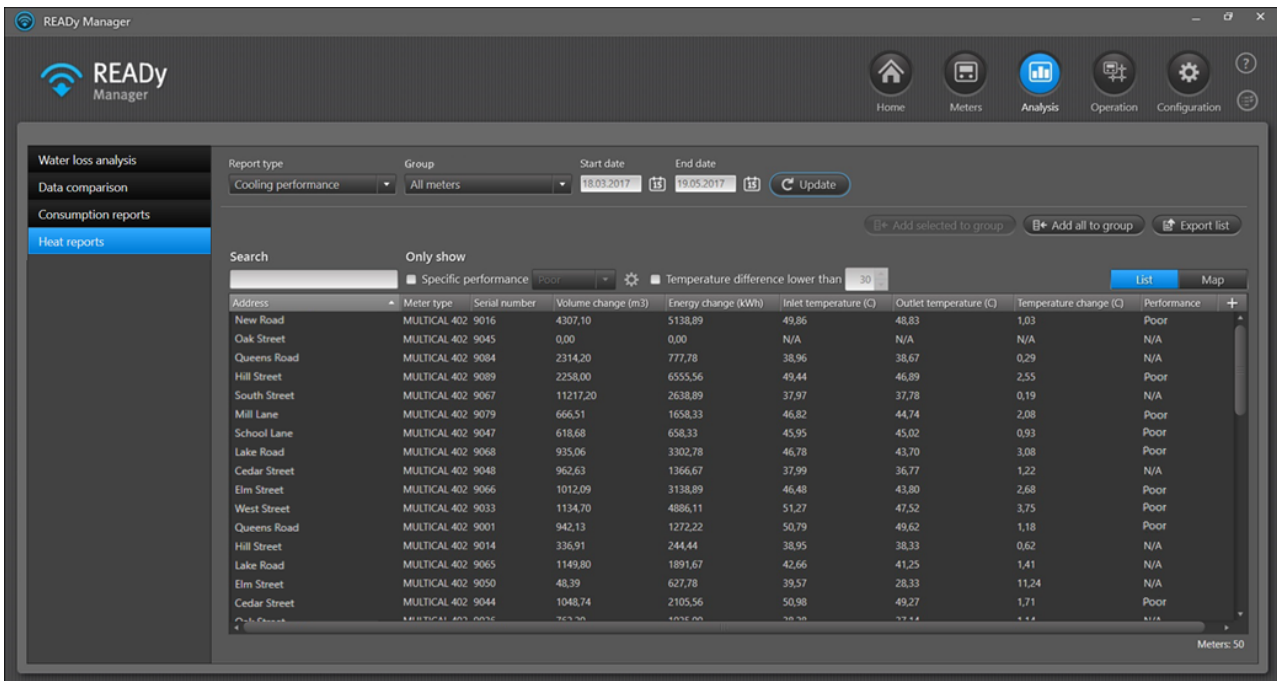 READy Manager
READy
Manager
Home Meters Analysis Operation Configuration
Water loss analysis
Data comparison
Consumption reports
Heat reports
Report type Group Start date End date
Cooling performance All meters 18.03.2017 15 19.05.2017 15 Update
Add selected to group Add all to group Export list
Search Only show
Specific performance Poor Temperature difference lower than 30 List Map
Address Meter type Serial number Volume change (m3) Energy change (kWh) Inlet temperature (C) Outlet temperature (C) Temperature change (C) Performance +
New Road MULTICAL 402 9016 4307,10 5138,89 49,86 48,83 1,03 Poor
Oak Street MULTICAL 402 9045 0,00 0,00 N/A N/A N/A N/A
Queens Road MULTICAL 402 9084 2314,20 777,78 38,96 38,67 0,29 N/A
Hill Street MULTICAL 402 9089 2258,00 6555,56 49,44 46,89 2,55 Poor
South Street MULTICAL 402 9067 11217,20 2638,89 37,97 37,78 0,19 N/A
Mill Lane MULTICAL 402 9079 666,51 1658,33 46,82 44,74 2,08 Poor
School Lane MULTICAL 402 9047 618,68 658,33 45,95 45,02 0,93 Poor
Lake Road MULTICAL 402 9068 935,06 3302,78 46,78 43,70 3,08 Poor
Cedar Street MULTICAL 402 9048 962,63 1366,67 37,99 36,77 1,22 N/A
Elm Street MULTICAL 402 9066 1012,09 3138,89 46,48 43,80 2,68 Poor
West Street MULTICAL 402 9033 1134,70 4886,11 51,27 47,52 3,75 Poor
Queens Road MULTICAL 402 9001 942,13 1272,22 50,79 49,62 1,18 Poor
Hill Street MULTICAL 402 9014 336,91 244,44 38,95 38,33 0,62 N/A
Lake Road MULTICAL 402 9065 1149,80 1891,67 42,66 41,25 1,41 N/A
Elm Street MULTICAL 402 9050 48,39 627,78 39,57 28,33 11,24 N/A
Cedar Street MULTICAL 402 9044 1048,74 2105,56 50,98 49,27 1,71 Poor
Meters: 50